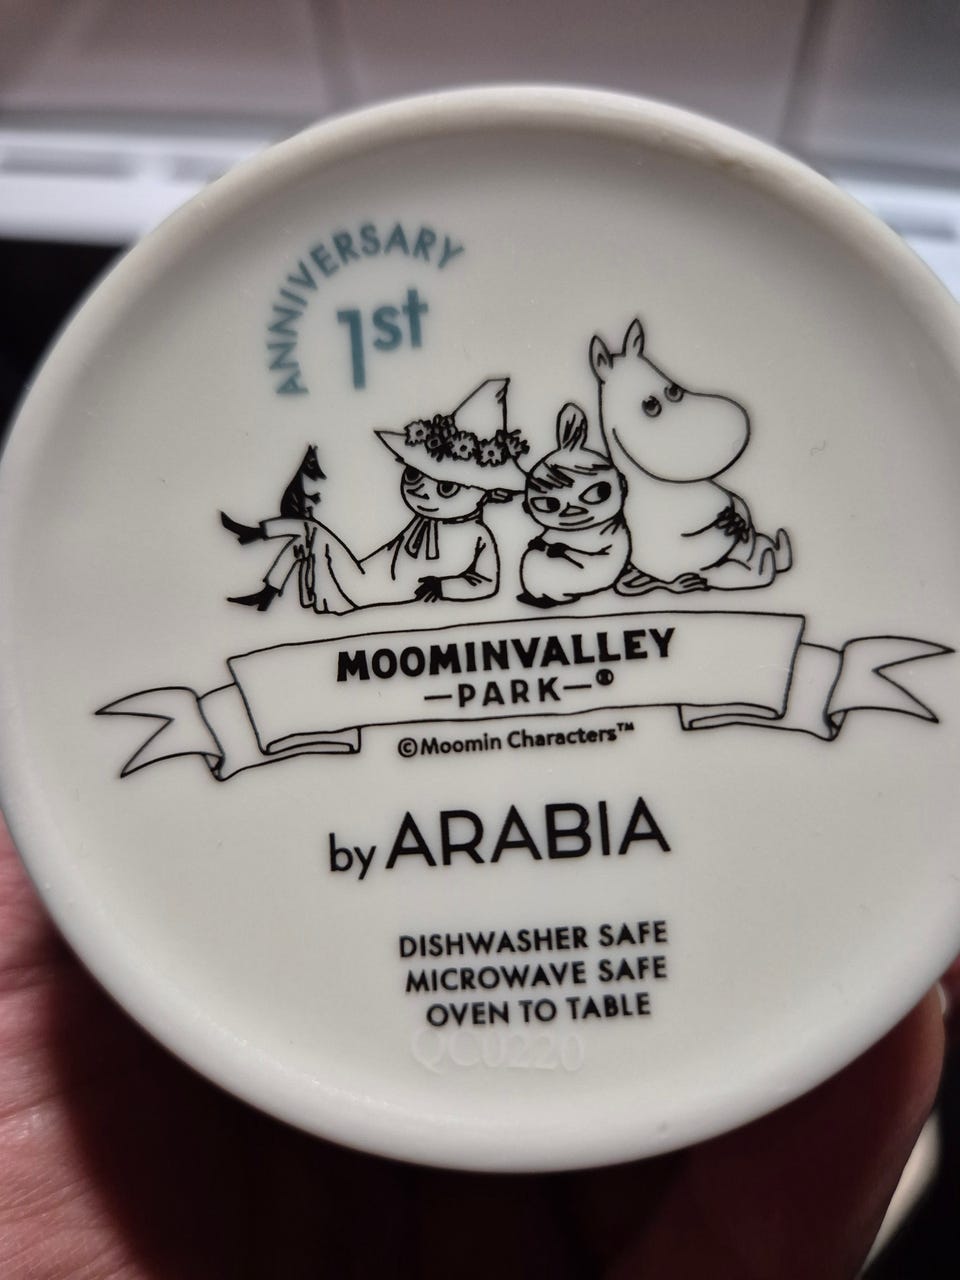 ANNIVERSARY
1st
MOOMINVALLEY
—PARK—®
©Moomin Characters™
by ARABIA
DISHWASHER SAFE
MICROWAVE SAFE
OVEN TO TABLE
QC0220